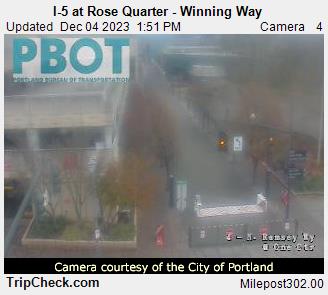 I-5 at Rose Quarter - Winning Way
Updated Dec 04 2023 1:51 PM Camera 4
PBOT
PORTLAND BUREAU OF TRANSPORTATION
Camera courtesy of the City of Portland
TripCheck.com Milepost302.00